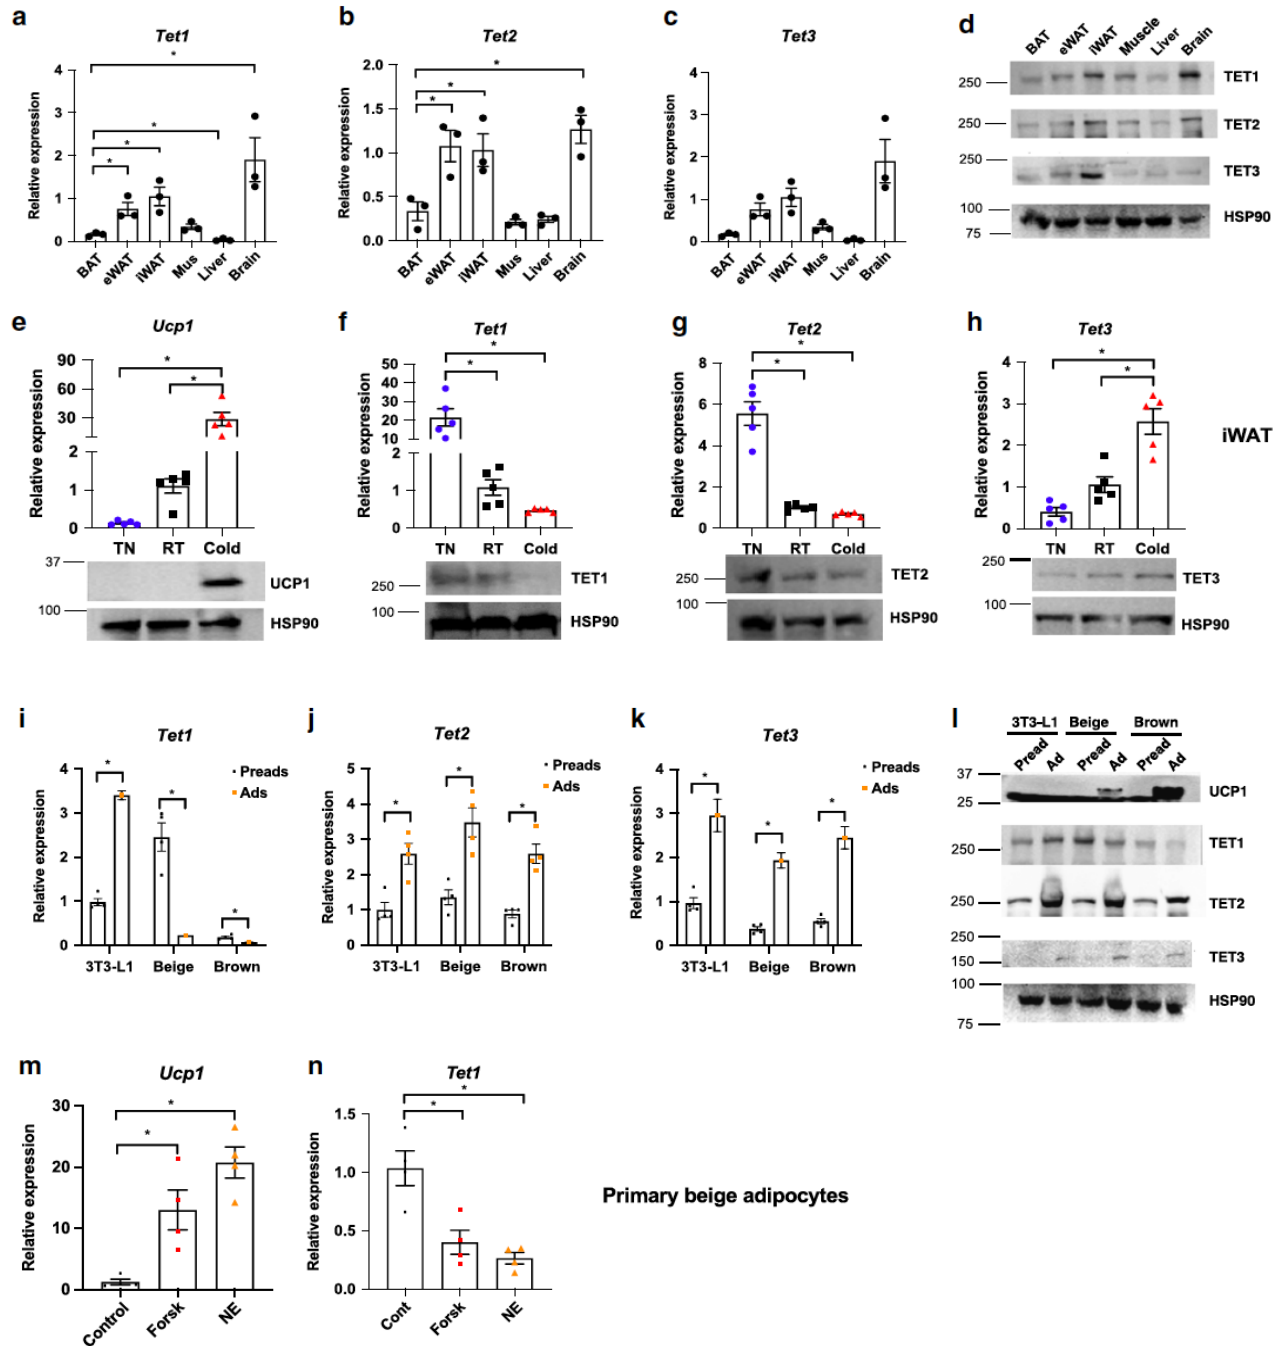 a
Tet1
*
*
*
*
Relative expression
4
3
2
1
0
BAT
eWAT
iWAT
Mus
Liver
Brain
b
Tet2
*
*
*
Relative expression
2.0
1.5
1.0
0.5
0.0
BAT
eWAT
iWAT
Mus
Liver
Brain
c
Tet3
Relative expression
4
3
2
1
0
BAT
eWAT
iWAT
Mus
Liver
Brain
d
BAT
eWAT
iWAT
Muscle
Liver
Brain
250
TET1
250
TET2
250
TET3
100
HSP90
75
e
Ucp1
*
*
Relative expression
90
60
30
2
1
0
TN RT Cold
37
UCP1
100
HSP90
f
Tet1
*
*
Relative expression
50
40
30
20
10
2
1
0
TN RT Cold
250
TET1
100
HSP90
g
Tet2
*
*
Relative expression
8
6
4
2
0
TN RT Cold
250
TET2
100
HSP90
h
Tet3
*
*
Relative expression
4
3
2
1
0
TN RT Cold
250
TET3
100
HSP90
iWAT
i
Tet1
*
*
*
Preads
Ads
Relative expression
4
3
2
1
0
3T3-L1 Beige Brown
j
Tet2
*
*
*
Preads
Ads
Relative expression
5
4
3
2
1
0
3T3-L1 Beige Brown
k
Tet3
*
*
*
Preads
Ads
Relative expression
4
3
2
1
0
3T3-L1 Beige Brown
l
3T3-L1 Beige Brown
Pread Ad Pread Ad Pread Ad
37
UCP1
25
TET1
250
TET2
250
250
TET3
150
100
HSP90
75
m
Ucp1
*
*
Relative expression
30
20
10
0
Control
Forsk
NE
n
Tet1
*
*
Relative expression
1.5
1.0
0.5
0.0
Cont
Forsk
NE
Primary beige adipocytes